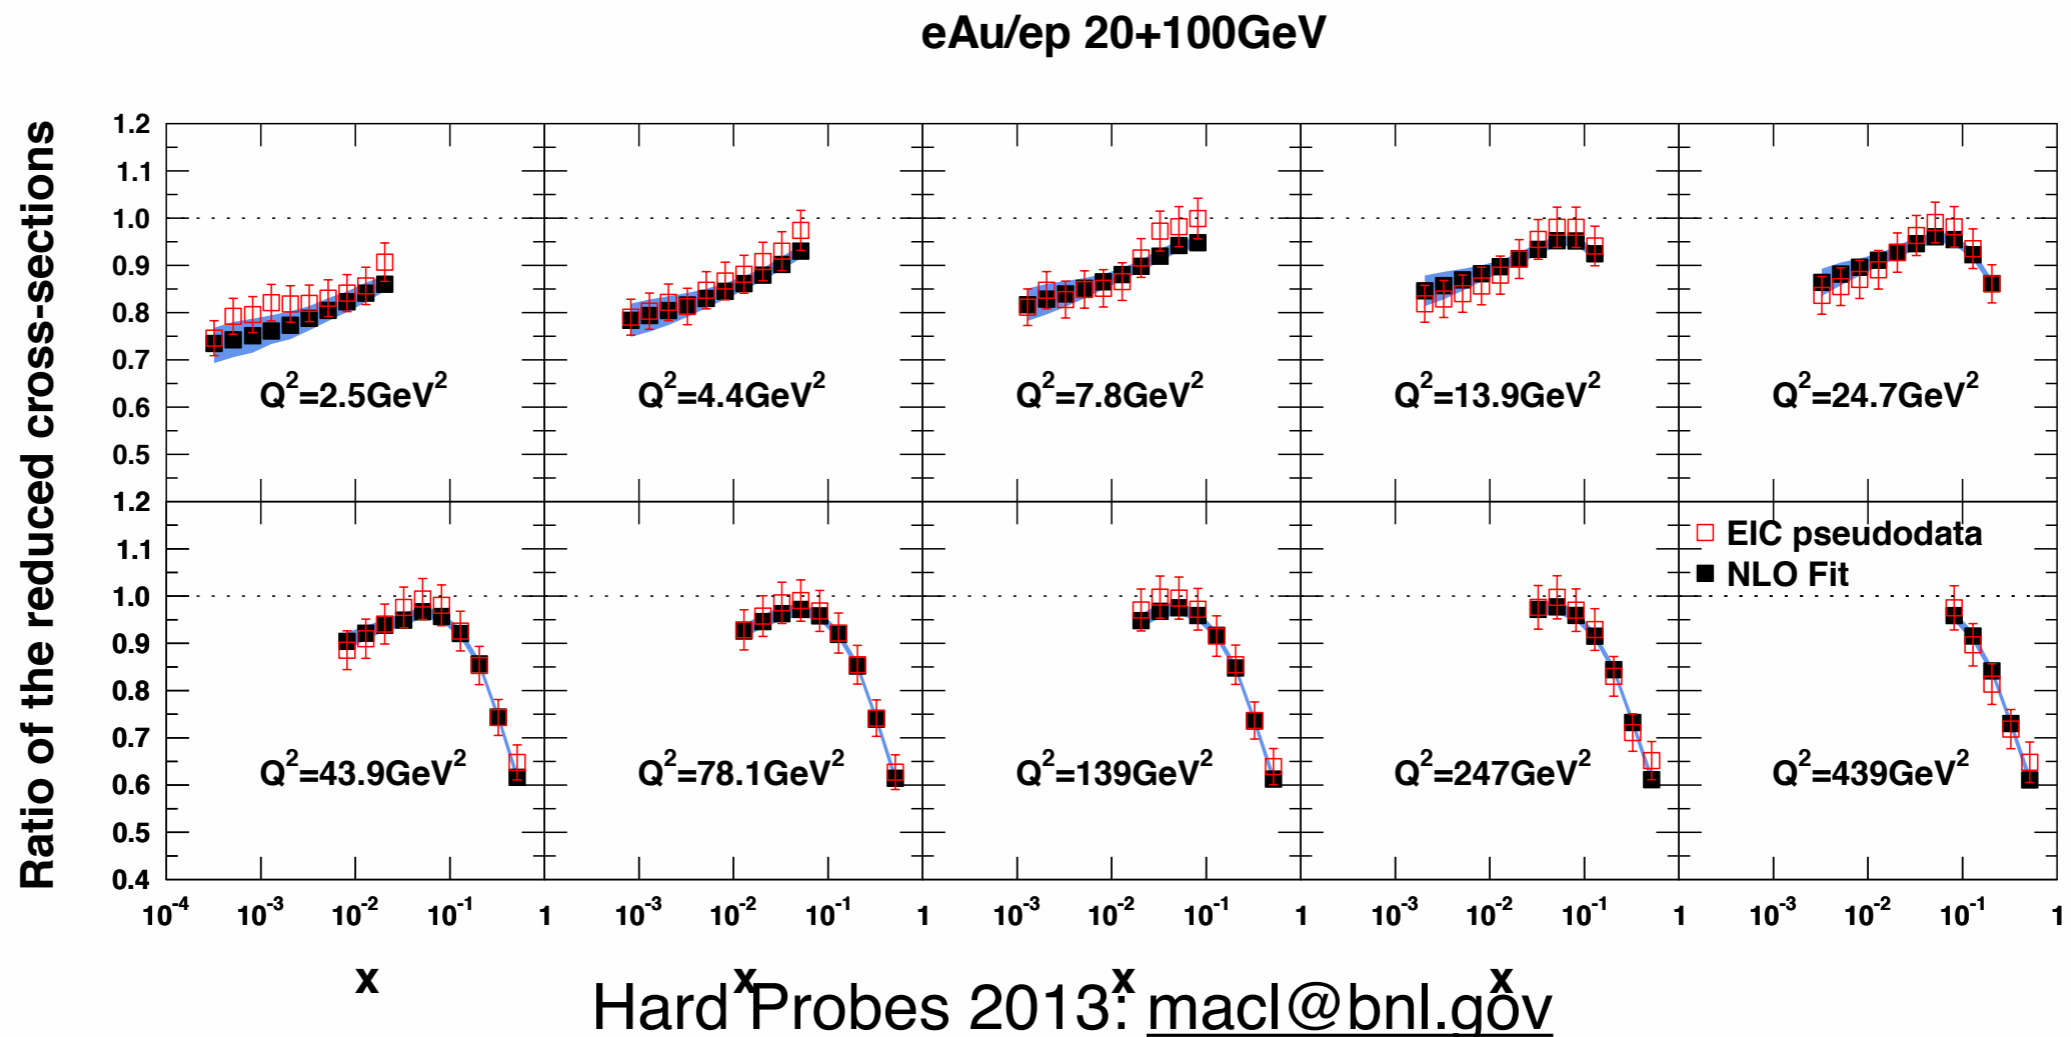 eAu/ep 20+100GeV
Ratio of the reduced cross-sections
1.2
1.1
1.0
0.9
0.8
0.7
0.6
0.5
Q²=2.5GeV²
Q²=4.4GeV²
Q²=7.8GeV²
Q²=13.9GeV²
Q²=24.7GeV²
1.2
1.1
1.0
0.9
0.8
0.7
0.6
0.5
0.4
EIC pseudodata
NLO Fit
Q²=43.9GeV²
Q²=78.1GeV²
Q²=139GeV²
Q²=247GeV²
Q²=439GeV²
10⁻⁴ 10⁻³ 10⁻² 10⁻¹ 1 10⁻³ 10⁻² 10⁻¹ 1 10⁻³ 10⁻² 10⁻¹ 1 10⁻³ 10⁻² 10⁻¹ 1 10⁻³ 10⁻² 10⁻¹ 1
x x x x
Hard Probes 2013: macl@bnl.gov